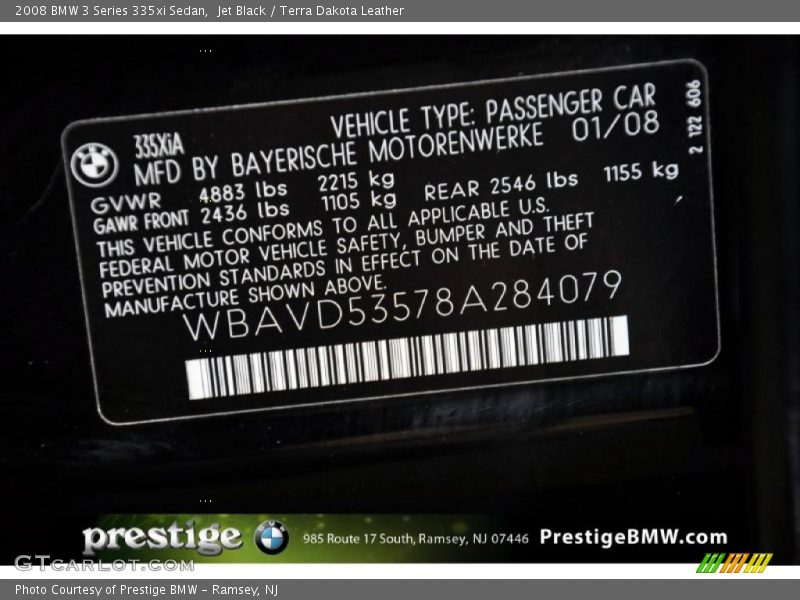 2008 BMW 3 Series 335xi Sedan,  Jet Black / Terra Dakota Leather
335XiA
VEHICLE TYPE: PASSENGER CAR
MFD BY BAYERISCHE MOTORENWERKE 01/08
GVWR 4.883 lbs 2215 kg
GAWR FRONT 2436 lbs 1105 kg REAR 2546 lbs 1155 kg
THIS VEHICLE CONFORMS TO ALL APPLICABLE U.S.
FEDERAL MOTOR VEHICLE SAFETY, BUMPER AND THEFT
PREVENTION STANDARDS IN EFFECT ON THE DATE OF
MANUFACTURE SHOWN ABOVE.
WBAVD53578A284079
2 122 606
prestige BMW 985 Route 17 South, Ramsey, NJ 07446 PrestigeBMW.com
GTCARLOT.COM
Photo Courtesy of Prestige BMW – Ramsey, NJ